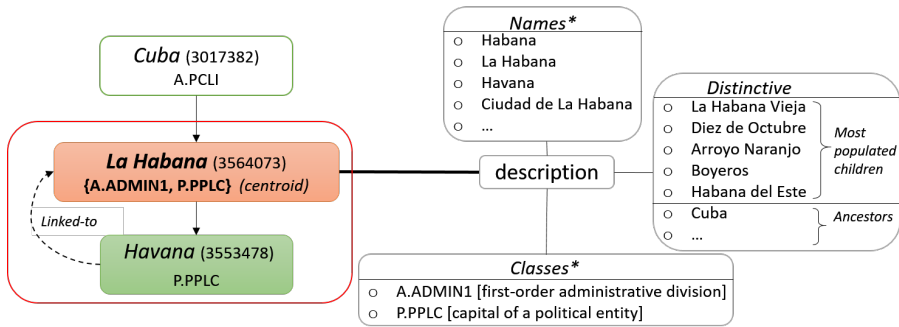 Cuba (3017382)
A.PCLI
La Habana (3564073)
{A.ADMIN1, P.PPLC} (centroid)
Linked-to
Havana (3553478)
P.PPLC
Names*
o Habana
o La Habana
o Havana
o Ciudad de La Habana
o ...
description
Distinctive
o La Habana Vieja
o Diez de Octubre
o Arroyo Naranjo
o Boyeros
o Habana del Este
Most
populated
children
o Cuba
o ...
Ancestors
Classes*
o A.ADMIN1 [first-order administrative division]
o P.PPLC [capital of a political entity]